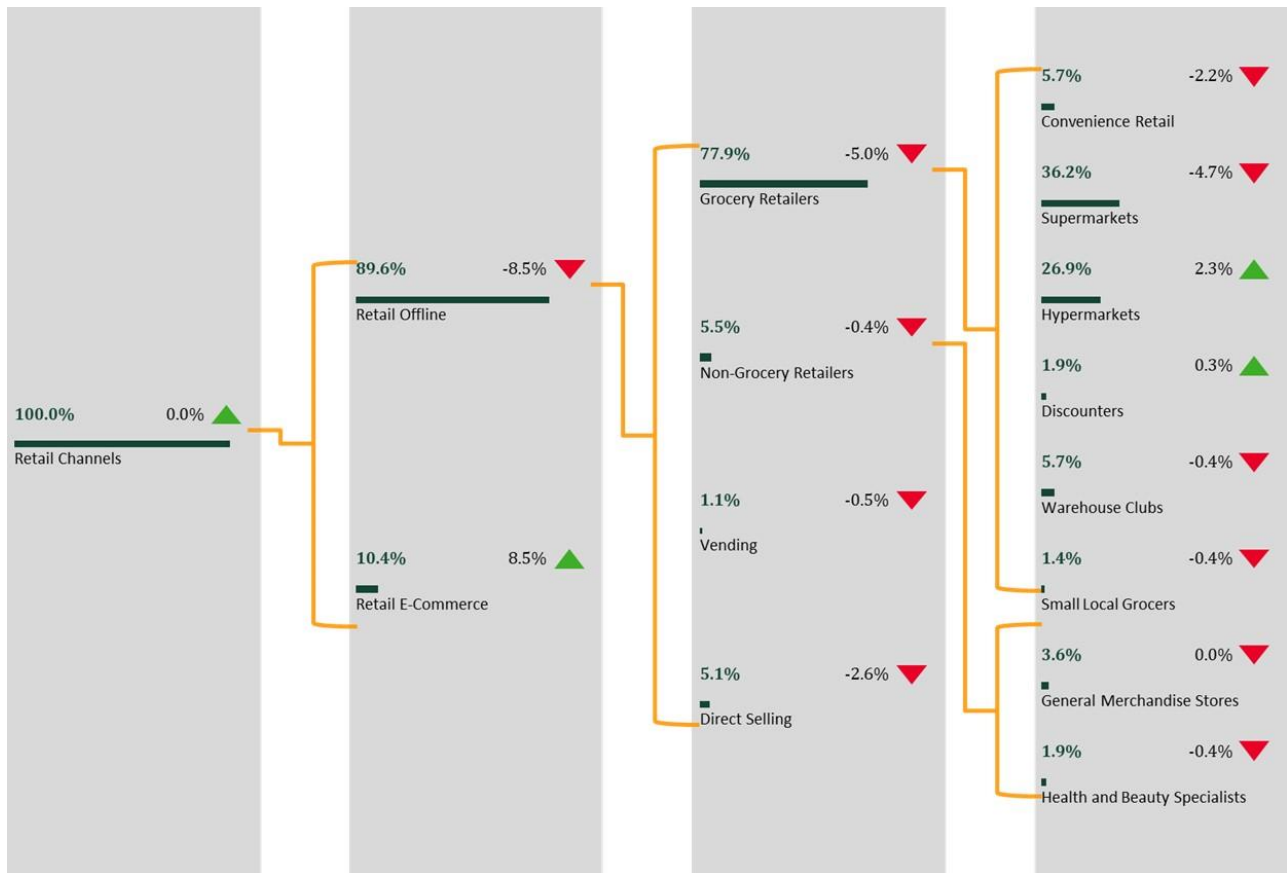 100.0% 0.0%
Retail Channels
89.6% -8.5%
Retail Offline
10.4% 8.5%
Retail E-Commerce
77.9% -5.0%
Grocery Retailers
5.5% -0.4%
Non-Grocery Retailers
1.1% -0.5%
Vending
5.1% -2.6%
Direct Selling
5.7% -2.2%
Convenience Retail
36.2% -4.7%
Supermarkets
26.9% 2.3%
Hypermarkets
1.9% 0.3%
Discounters
5.7% -0.4%
Warehouse Clubs
1.4% -0.4%
Small Local Grocers
3.6% 0.0%
General Merchandise Stores
1.9% -0.4%
Health and Beauty Specialists